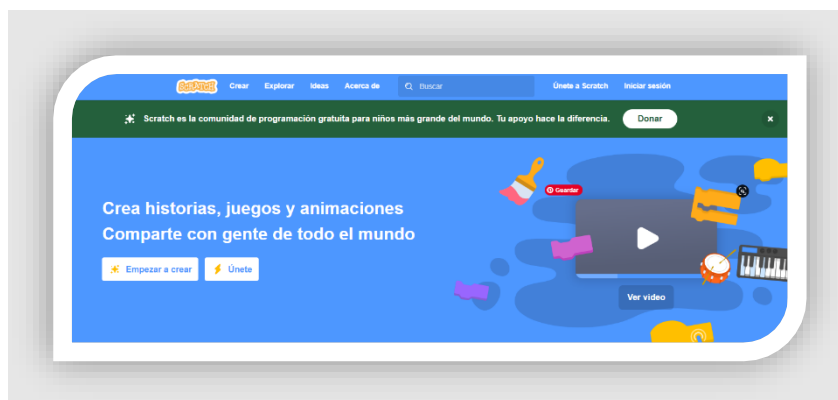 SCRATCH Crear Explorar Ideas Acerca de Buscar Únete a Scratch Iniciar sesión
Scratch es la comunidad de programación gratuita para niños más grande del mundo. Tu apoyo hace la diferencia. Donar
Guardar
Crea historias, juegos y animaciones
Comparte con gente de todo el mundo
Empezar a crear Únete
Ver video